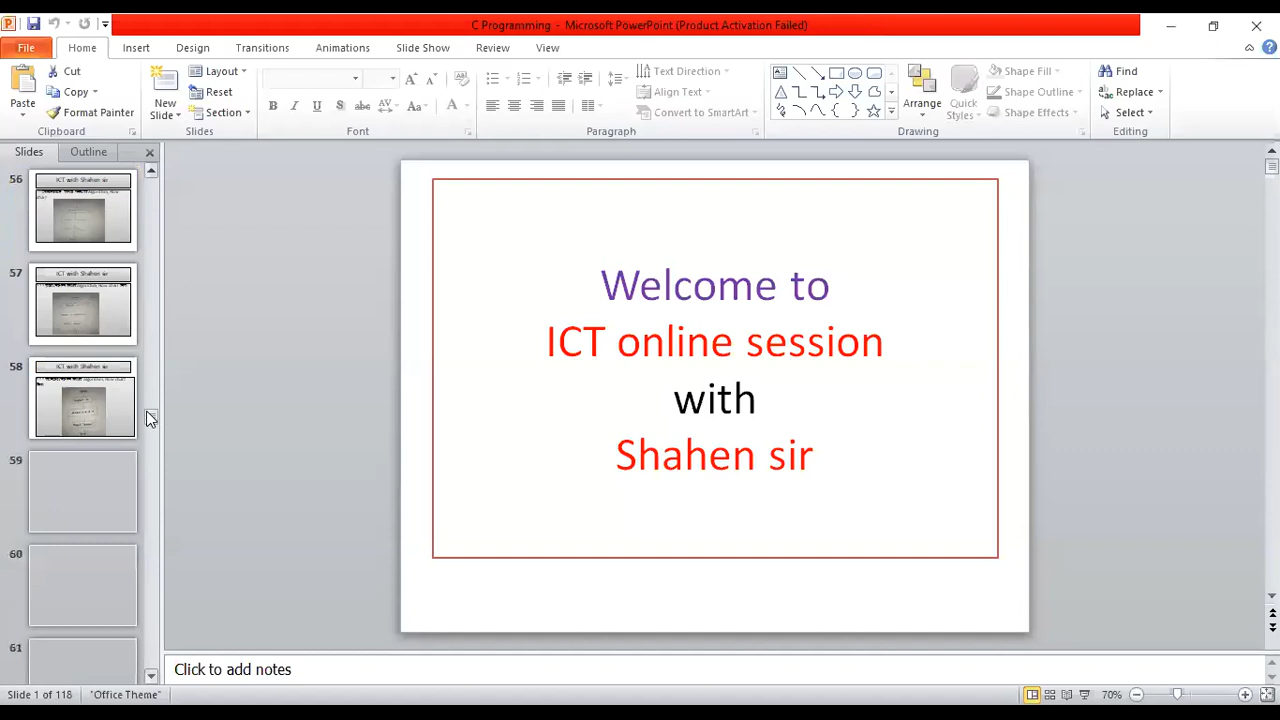 C Programming - Microsoft PowerPoint (Product Activation Failed)
File Home Insert Design Transitions Animations Slide Show Review View
Paste
Cut
Copy
Format Painter
Clipboard
New
Slide
Layout
Reset
Section
Slides
Font
Text Direction
Align Text
Convert to SmartArt
Paragraph
Arrange
Quick
Styles
Shape Fill
Shape Outline
Shape Effects
Drawing
Find
Replace
Select
Editing
Slides Outline
56
ICT with Shahen sir
57
ICT with Shahen sir
58
ICT with Shahen sir
59
60
61
Welcome to
ICT online session
with
Shahen sir
Click to add notes
Slide 1 of 118 "Office Theme" 70%